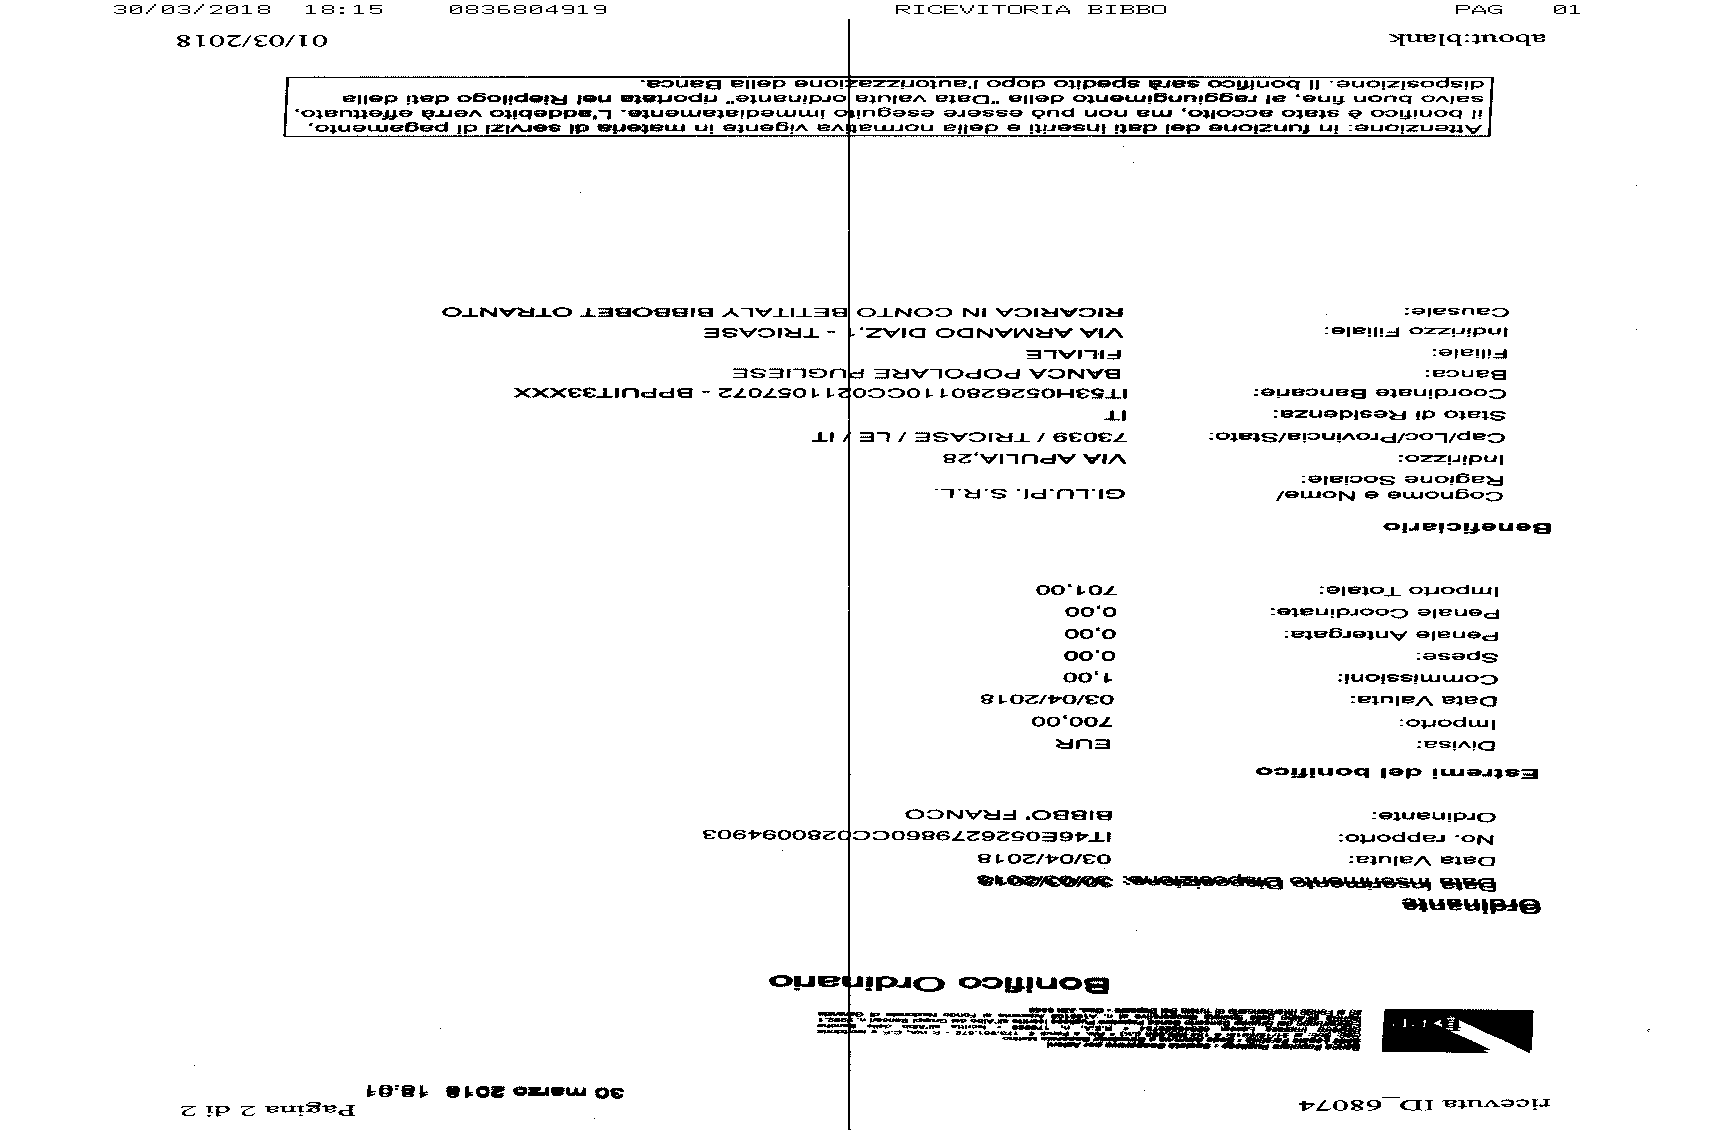 30/03/2018 18:15 0836804919 RICEVITORIA BIBBO PAG 01
ricevuta ID_68074 Pagina 2 di 2
30 marzo 2018 18.01
Bonifico Ordinario
Ordinante
Data Inserimento Disposizione: 30/03/2018
Data Valuta: 03/04/2018
No. rapporto: IT46E0526279860CC0280094903
Ordinante: BIBBO' FRANCO
Estremi del bonifico
Divisa: EUR
Importo: 700,00
Data Valuta: 03/04/2018
Commissioni: 1,00
Spese: 0,00
Penale Antergata: 0,00
Penale Coordinate: 0,00
Importo Totale: 701,00
Beneficiario
Cognome e Nome/ GI.LU.PI. S.R.L.
Ragione Sociale:
Indirizzo: VIA APULIA,28
Cap/Loc/Provincia/Stato: 73039 / TRICASE / LE / IT
Stato di Residenza: IT
Coordinate Bancarie: IT53H0526280110CC0211057072 - BPPUIT33XXX
Banca: BANCA POPOLARE PUGLIESE
Filiale: FILIALE
Indirizzo Filiale: VIA ARMANDO DIAZ,1 - TRICASE
Causale: RICARICA IN CONTO BETITALY BIBBOBET OTRANTO
Attenzione: in funzione dei dati inseriti e della normativa vigente in materia di servizi di pagamento,
il bonifico è stato accolto, ma non può essere eseguito immediatamente. L'addebito verrà effettuato,
salvo buon fine, al raggiungimento della "Data valuta ordinante" riportata nel Riepilogo dati della
disposizione. Il bonifico sarà spedito dopo l'autorizzazione della Banca.
about:blank 01/03/2018